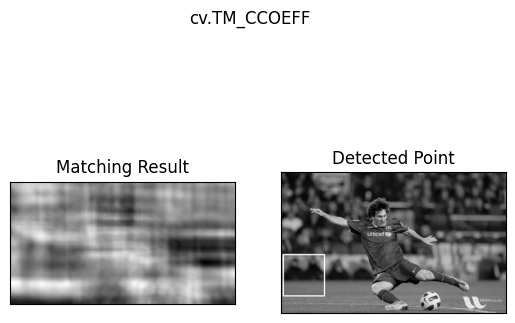 cv.TM_CCOEFF
Matching Result
Detected Point
unicef